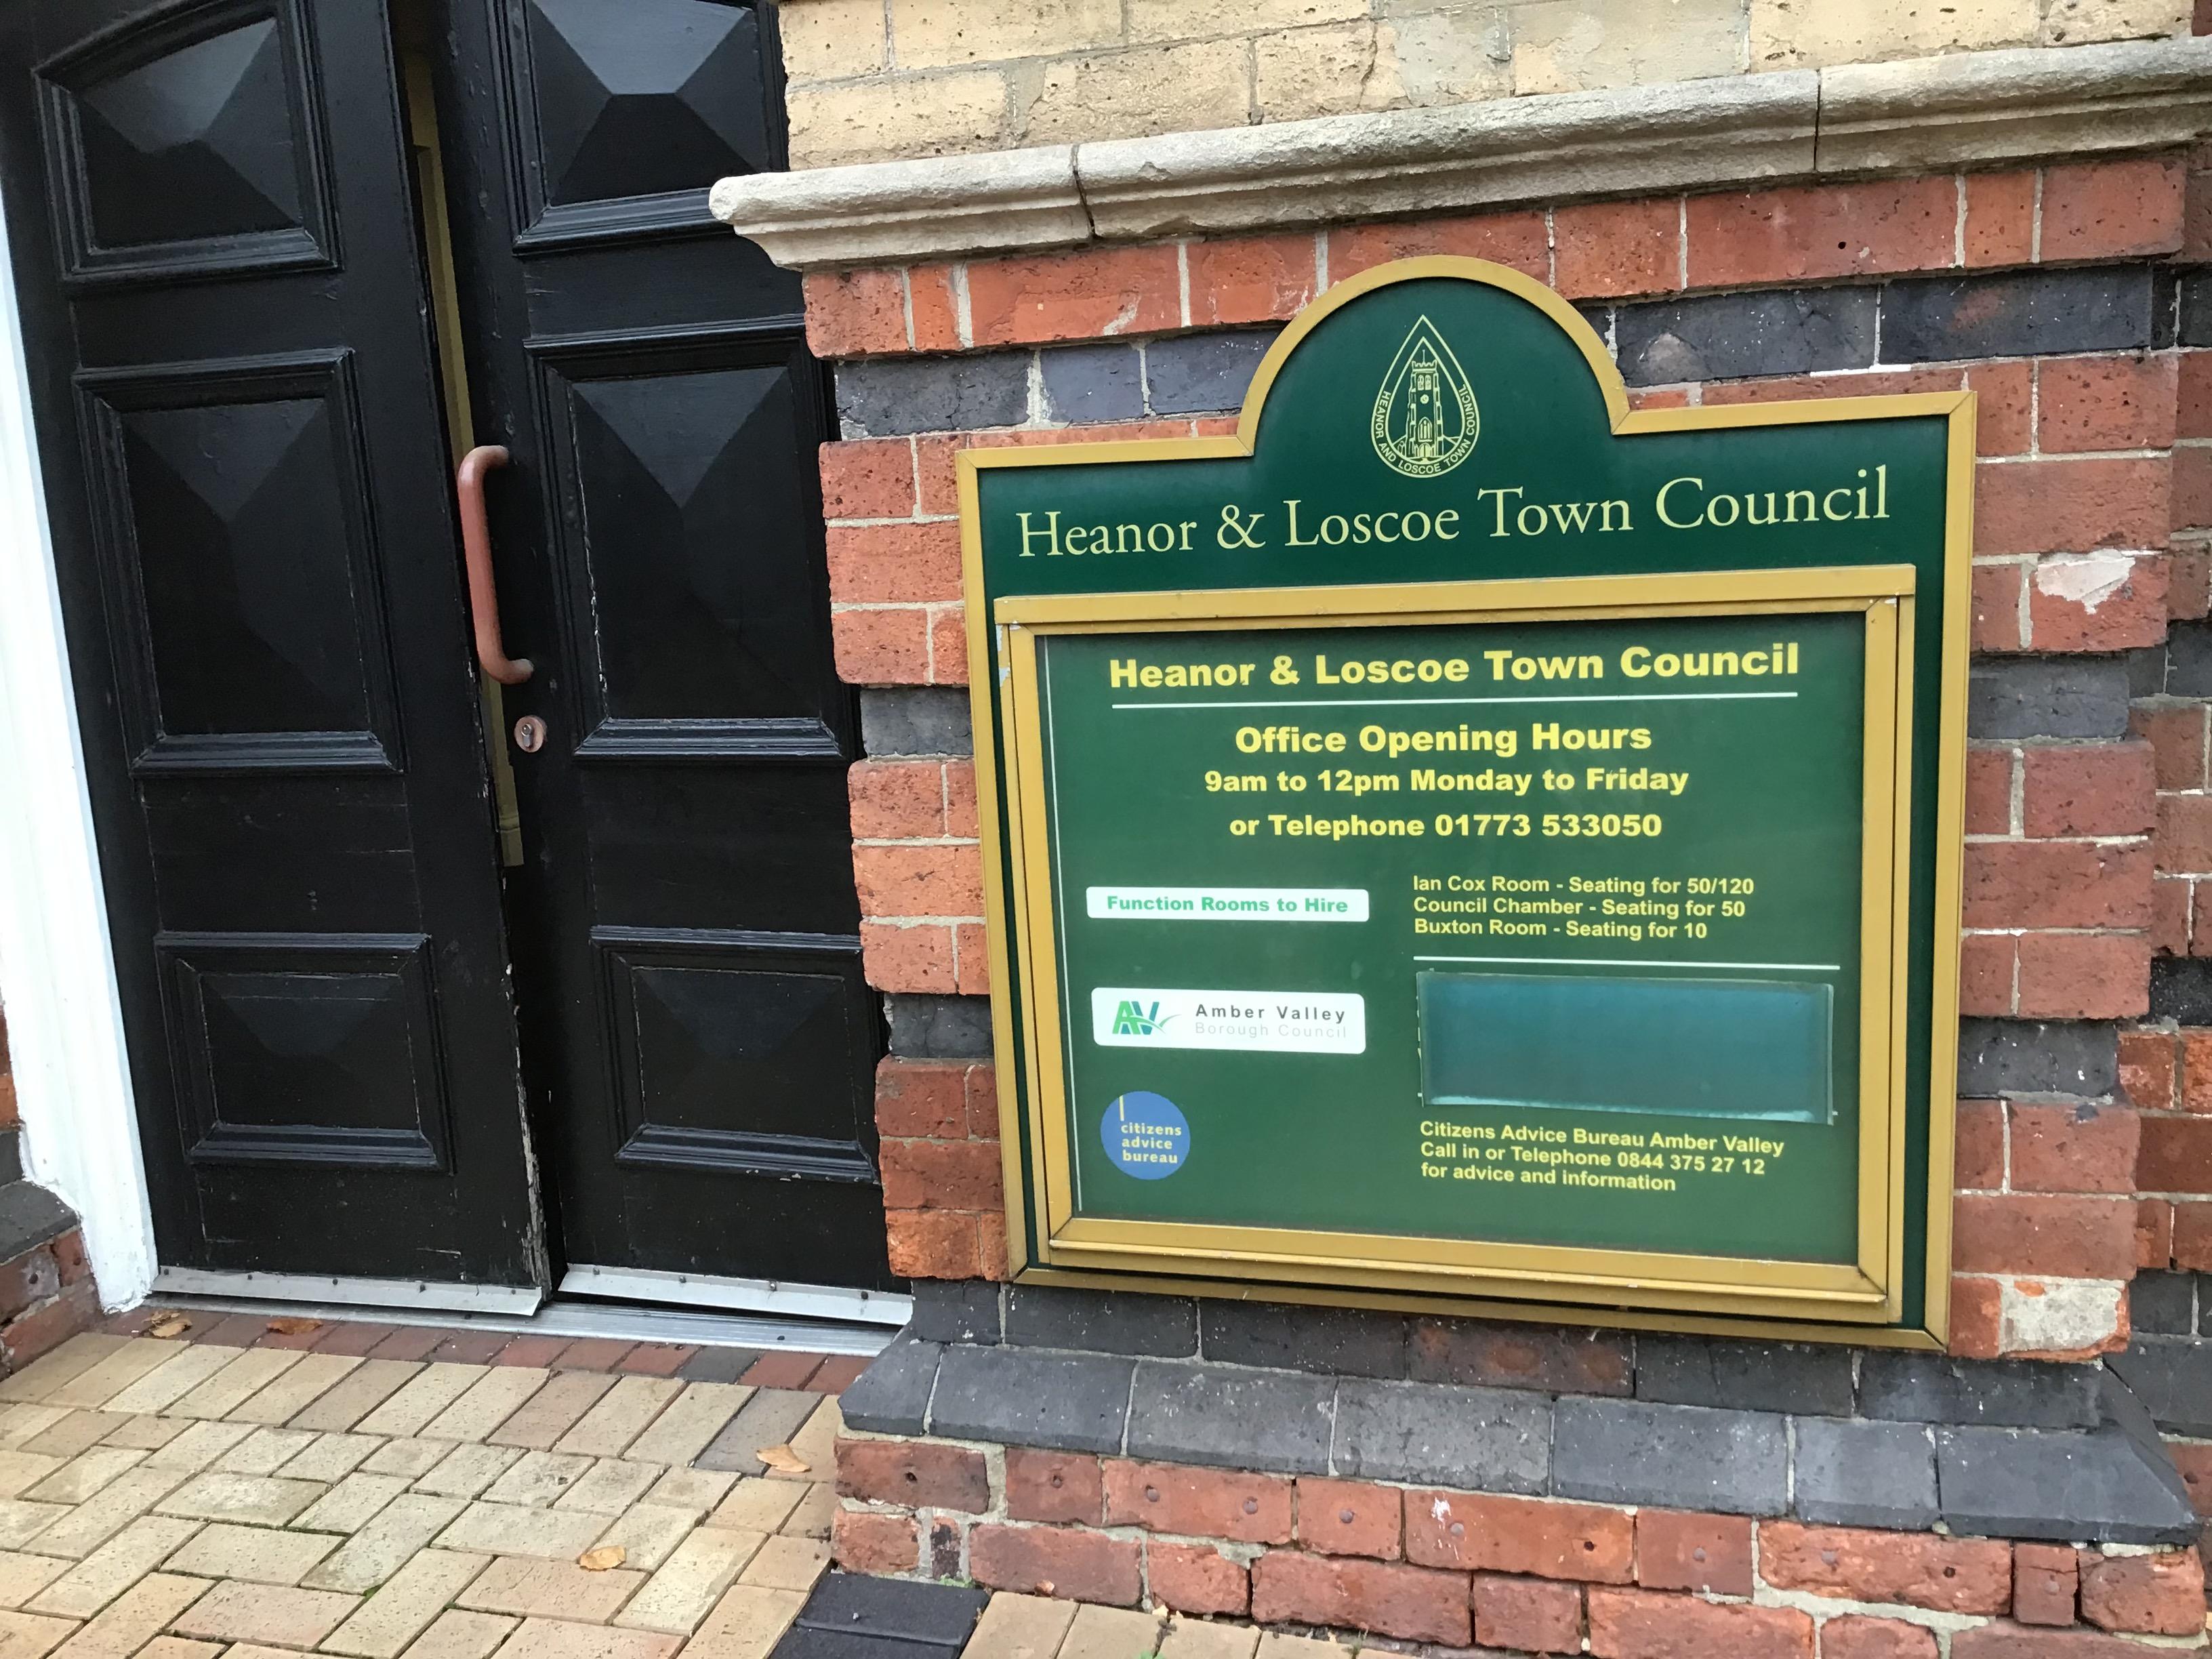 HEANOR AND LOSCOE TOWN COUNCIL
Heanor & Loscoe Town Council
Heanor & Loscoe Town Council
Office Opening Hours
9am to 12pm Monday to Friday
or Telephone 01773 533050
Function Rooms to Hire
Ian Cox Room - Seating for 50/120
Council Chamber - Seating for 50
Buxton Room - Seating for 10
AV
Amber Valley
Borough Council
citizens
advice
bureau
Citizens Advice Bureau Amber Valley
Call in or Telephone 0844 375 27 12
for advice and information